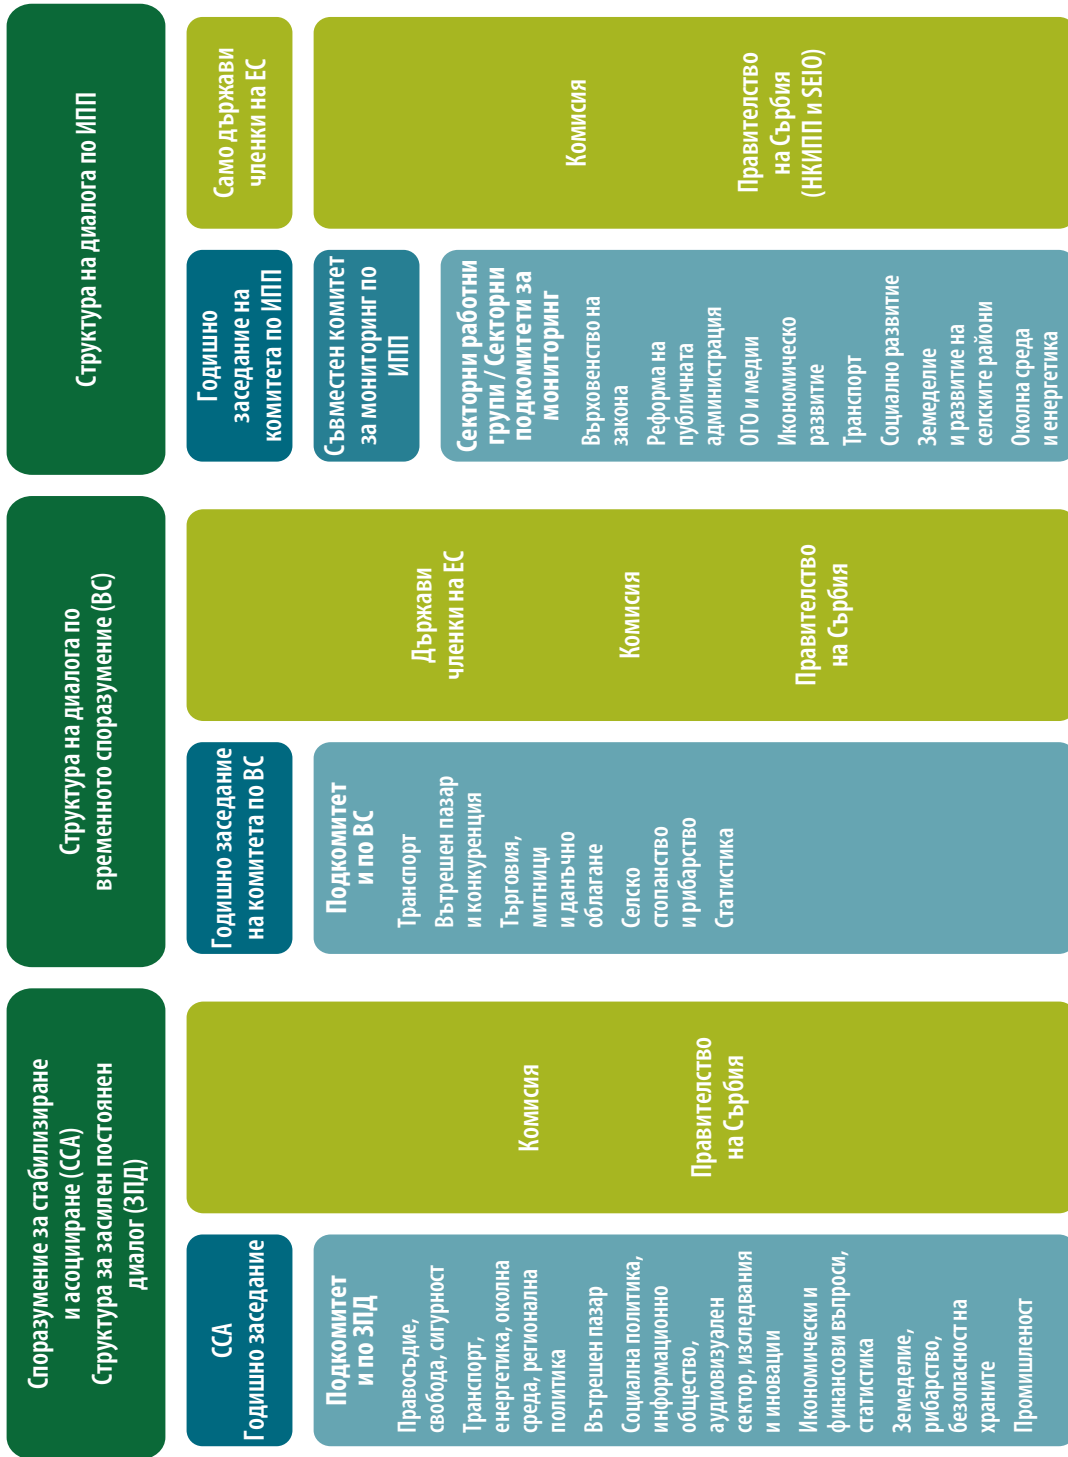 Споразумение за стабилизиране
и асоцииране (ССА)
Структура за засилен постоянен
диалог (ЗПД)
ССА
Годишно заседание
Подкомитет
и по ЗПД
Правосъдие,
свобода, сигурност
Транспорт,
енергетика, околна
среда, регионална
политика
Вътрешен пазар
Социална политика,
информационно
общество,
аудиовизуален
сектор, изследвания
и иновации
Икономически и
финансови въпроси,
статистика
Земеделие,
рибарство,
безопасност на
храните
Промишленост
Комисия
Правителство
на Сърбия
Структура на диалога по
временното споразумение (ВС)
Годишно заседание
на комитета по ВС
Подкомитет
и по ВС
Транспорт
Вътрешен пазар
и конкуренция
Търговия,
митници
и данъчно
облагане
Селско
стопанство
и рибарство
Статистика
Държави
членки на ЕС
Комисия
Правителство
на Сърбия
Структура на диалога по ИПП
Годишно
заседание на
комитета по ИПП
Съвместен комитет
за мониторинг по
ИПП
Секторни работни
групи / Секторни
подкомтети за
мониторинг
Върховенство на
закона
Реформа на
публичната
администрация
ОГО и медии
Икономическо
развитие
Транспорт
Социално развитие
Земеделие
и развитие на
селските райони
Околна среда
и енергетика
Само държави
членки на ЕС
Комисия
Правителство
на Сърбия
(НКИПП и SEIO)